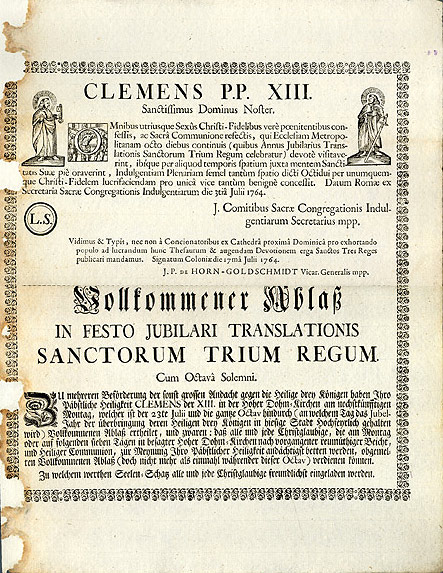 CLEMENS PP. XIII.
Sanctissimus Dominus Noster.
OMnibus utriusque Sexûs Christi-Fidelibus verè pœnitentibus con-
fessis, ac Sacrâ Communione refectis, qui Ecclesiam Metropo-
litanam octo diebus continuis (quibus Annus Jubilarius Trans-
lationis Sanctorum Trium Regum celebratur) devotè visitave-
rint, ibique per aliquod temporis spatium juxta mentem Sancti-
tatis Suæ piè oraverint, Indulgentiam Plenariam semel tantùm spatio dicti Octidui per unumquem-
que Christi-Fidelem lucrifaciendam pro unica vice tantùm benignè concessit. Datum Romæ ex
Secretaria Sacræ Congregationis Indulgentiarum die 3tiâ Julii 1764.
L.S.
J. Comitibus Sacræ Congregationis Indul-
gentiarum Secretarius mpp.
Vidimus & Typis, nec non à Concionatoribus ex Cathedrâ proximâ Dominicâ pro exhortando
populo ad lucrandum hunc Thesaurum & augendam Devotionem erga Sanctos Tres Reges
publicari mandamus. Signatum Coloniæ die 17mâ Julii 1764.
J. P. DE HORN-GOLDSCHMIDT Vicar. Generalis mpp.
Vollkommener Ablaß
IN FESTO JUBILARI TRANSLATIONIS
SANCTORUM TRIUM REGUM.
Cum Octavâ Solemni.
ZU mehreren Beförderung der sonst grossen Andacht gegen die Heilige drey Königen haben Ihro
Päbstliche Heiligkeit CLEMENS der XIII. in der Hoher Dohm-Kirchen am nechstkünfftigen
Montag, welcher ist der 23te Julii und die gantze Octav hindurch (an welchem Tag das Jubel-
Jahr der überbringung deren Heiligen drey Königen in hiesige Stadt Hochfeyrlich gehalten
wird) Vollkommenen Ablaß ertheilet, und zwaren; daß alle und jede Christglaubige, die am Montag
oder auf folgenden sieben Tagen in besagter Hoher Dohm-Kirchen nach vorgangener reumüthiger Beicht,
und Heiliger Communion, zur Meynung Ihro Päbstlicher Heiligkeit andächtigst betten werden, obgemel-
ten Vollkommenen Ablaß (doch nicht mehr als einmahl währender dieser Octav) verdienen können.
Zu welchem werthen Seelen-Schatz alle und jede Christglaubige freundlichst eingeladen werden.